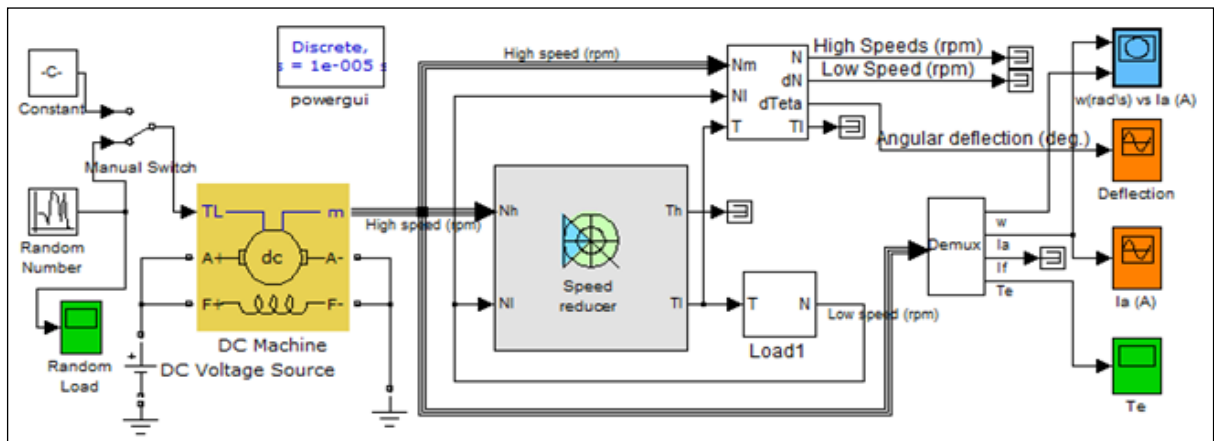 -C-
Constant
Manual Switch
Random
Number
Random
Load
Discrete,
s = 1e-005 s
powergui
TL
m
A+
dc
A-
F+
F-
DC Machine
DC Voltage Source
+
High speed (rpm)
High speed (rpm)
Nh
Nl
Th
Tl
Speed
reducer
Nm
Nl
T
N
dN
dTeta
Tl
High Speeds (rpm)
Low Speed (rpm)
Angular deflection (deg.)
T
N
Load1
Low speed (rpm)
Demux
w
Ia
If
Te
w(rad\s) vs Ia (A)
Deflection
Ia (A)
Te